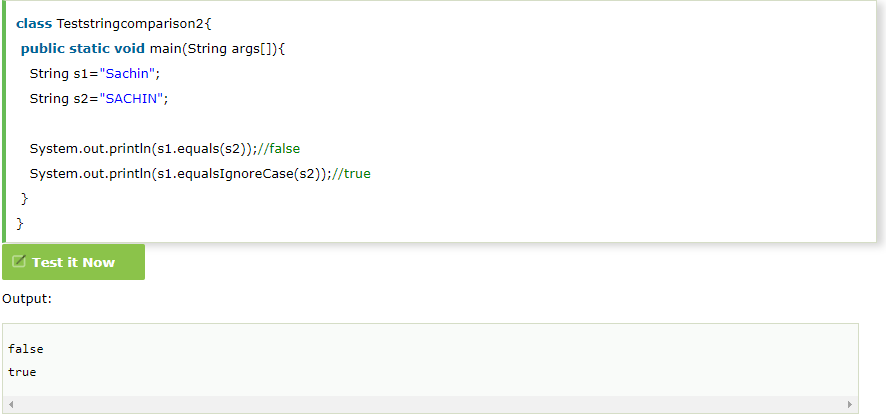 class Teststringcomparison2{
public static void main(String args[]){
String s1="Sachin";
String s2="SACHIN";
System.out.println(s1.equals(s2));//false
System.out.println(s1.equalsIgnoreCase(s2));//true
}
}
Test it Now
Output:
false
true